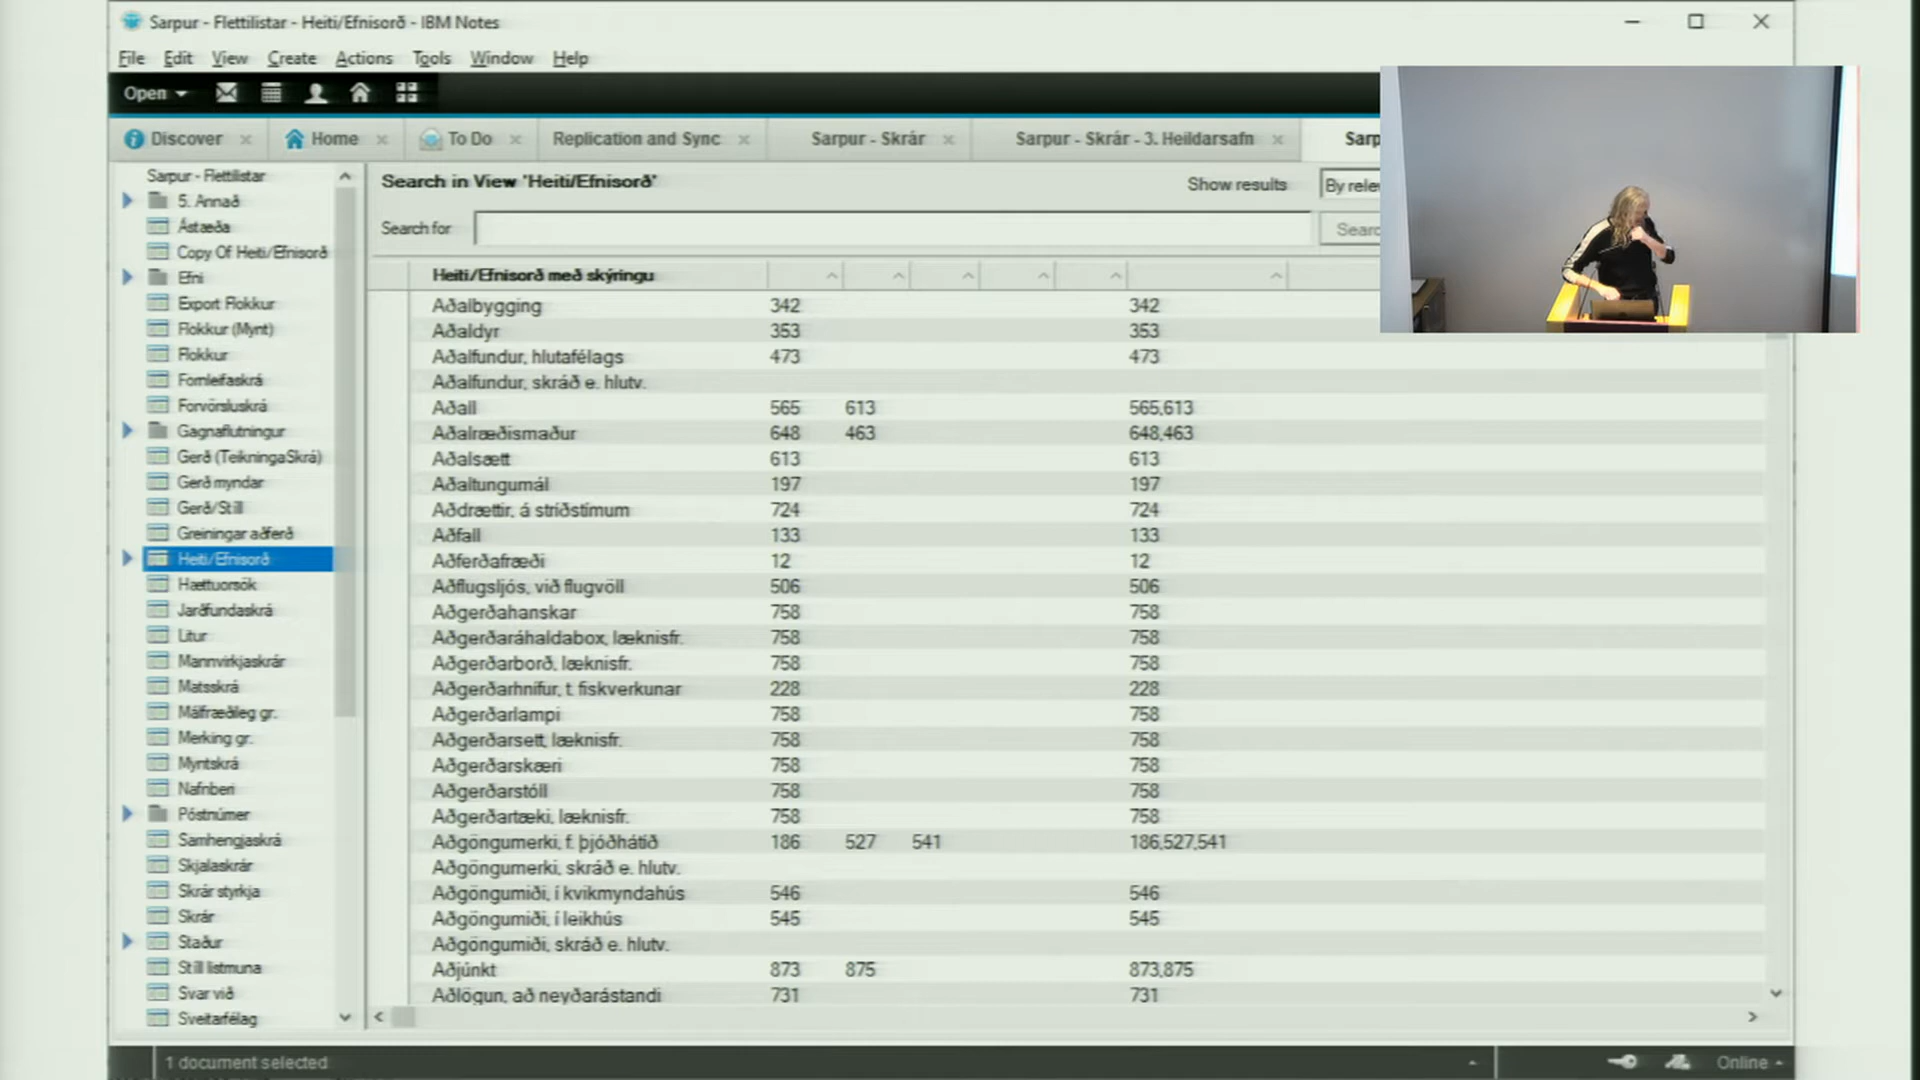 Sarpur - Flettilistar - Heiti/Efnisorð - IBM Notes
File Edit View Create Actions Tools Window Help
Open
Discover Home To Do Replication and Sync Sarpur - Skrár Sarpur - Skrár - 3. Heildarsafn Sarp
Sarpur - Flettilistar
5. Annað
Ástæða
Copy Of Heiti/Efnisorð
Efni
Export Flokkur
Flokkur (Mynt)
Flokkur
Fornleifaskrá
Forvörsluskrá
Gagnaflutningur
Gerð (TeikningaSkrá)
Gerð myndar
Gerð/Stíll
Greiningar aðferð
Heiti/Efnisorð
Hættuorsök
Jarðfundaskrá
Litur
Mannvirkjaskrár
Matsskrá
Málfræðileg gr.
Merking gr.
Myntskrá
Nafnberi
Póstnúmer
Samhengjaskrá
Skjalaskrár
Skrár styrkja
Skrár
Staður
Stíll listmuna
Svar við
Sveitarfélag
Search in View 'Heiti/Efnisorð'
Show results By rele
Search for Searc
Heiti/Efnisorð með skýringu
Aðalbygging 342 342
Aðaldyr 353 353
Aðalfundur, hlutafélags 473 473
Aðalfundur, skráð e. hlutv.
Aðall 565 613 565,613
Aðalræðismaður 648 463 648,463
Aðalsætt 613 613
Aðaltungumál 197 197
Aðdrættir, á stríðstímum 724 724
Aðfall 133 133
Aðferðafræði 12 12
Aðflugsljós, við flugvöll 506 506
Aðgerðahanskar 758 758
Aðgerðaráhaldabox, læknisfr. 758 758
Aðgerðarborð, læknisfr. 758 758
Aðgerðarhnífur, t. fiskverkunar 228 228
Aðgerðarlampi 758 758
Aðgerðarsett, læknisfr. 758 758
Aðgerðarskæri 758 758
Aðgerðarstóll 758 758
Aðgerðartæki, læknisfr. 758 758
Aðgöngumerki, f. þjóðhátíð 186 527 541 186,527,541
Aðgöngumerki, skráð e. hlutv.
Aðgöngumiði, í kvikmyndahús 546 546
Aðgöngumiði, í leikhús 545 545
Aðgöngumiði, skráð e. hlutv.
Aðjúnkt 873 875 873,875
Aðlögun, að neyðarástandi 731 731
1 document selected
Online